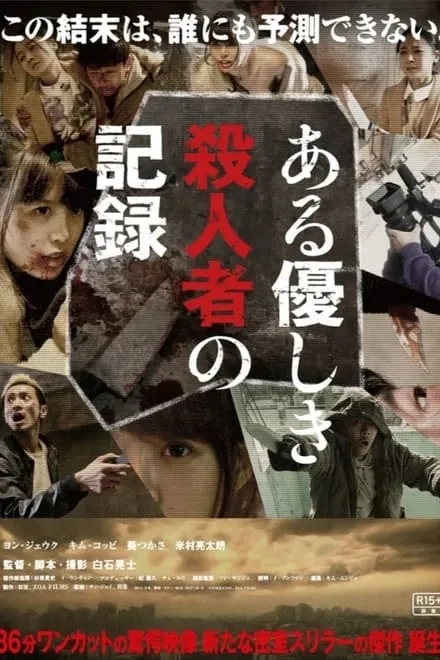 この結末は、誰にも予測できない。
ある優しき
殺人者の
記録
ヨン・ジェウク キム・コッビ 葵つかさ 米村亮太朗
監督・脚本・撮影 白石晃士
R15+
86分ワンカットの驚愕映像 新たな密室スリラーの傑作 誕生